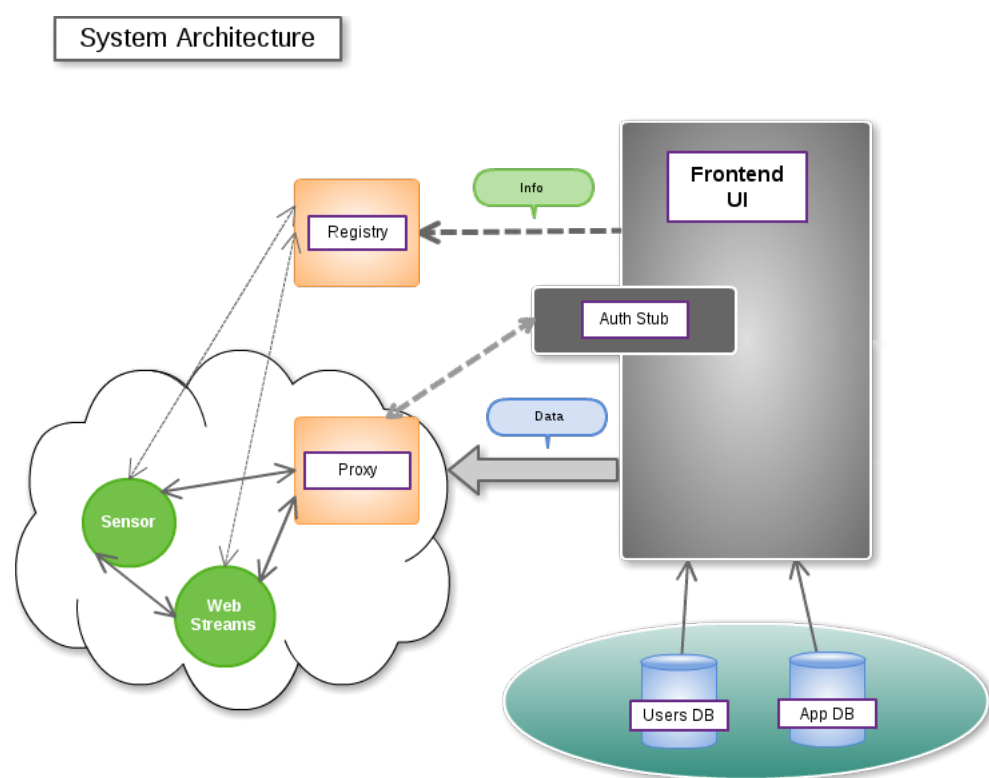 System Architecture
Frontend
UI
Info
Registry
Auth Stub
Data
Proxy
Sensor
Web
Streams
Users DB
App DB